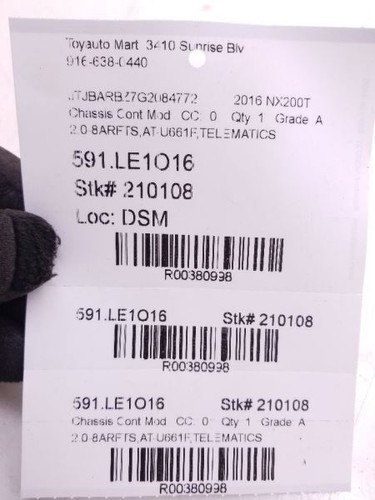 Toyauto Mart 3410 Sunrise Blv
916-638-0440
JTJBARBZ7G2084772 2016 NX200T
Chassis Cont Mod CC: 0 Qty 1 Grade A
2.0-8ARFTS,AT-U661F,TELEMATICS
591.LE1O16
Stk# 210108
Loc: DSM
R00380998
591.LE1O16 Stk# 210108
R00380998
591.LE1O16 Stk# 210108
Chassis Cont Mod CC: 0 Qty 1 Grade A
2.0-8ARFTS,AT-U661F,TELEMATICS
R00380998